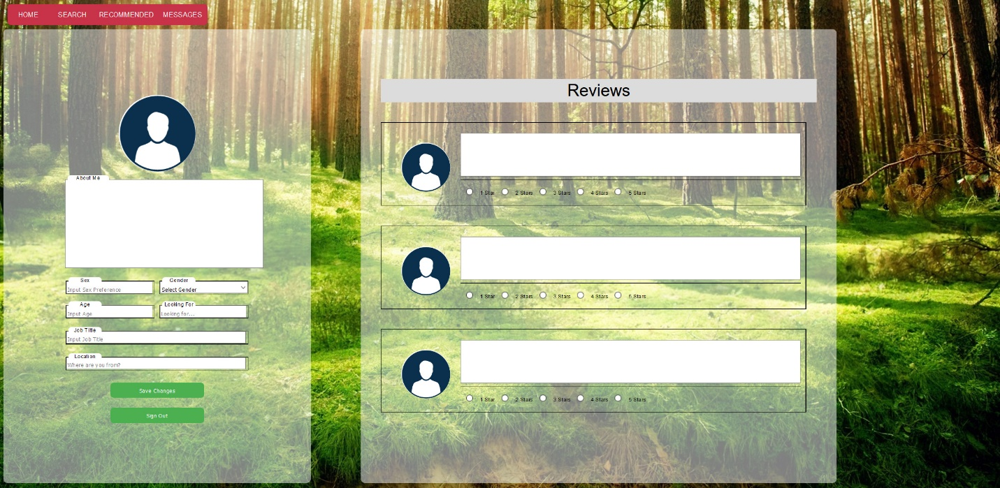 HOME SEARCH RECOMMENDED MESSAGES
About Me
Sex Gender
Input Sex Preference Select Gender
Age Looking For
Input Age Looking for...
Job Title
Input Job Title
Location
Where are you from?
Save Changes
Sign Out
Reviews
1 Star 2 Stars 3 Stars 4 Stars 5 Stars
1 Star 2 Stars 3 Stars 4 Stars 5 Stars
1 Star 2 Stars 3 Stars 4 Stars 5 Stars